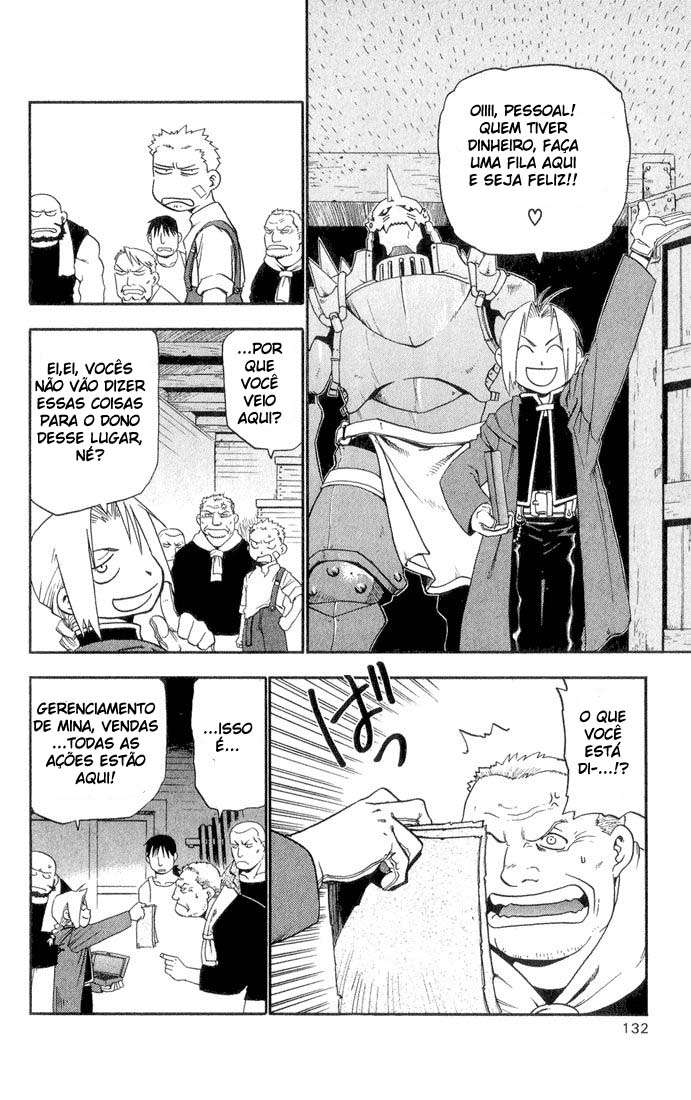 OIIII, PESSOAL!
QUEM TIVER
DINHEIRO, FAÇA
UMA FILA AQUI
E SEJA FELIZ!!
♡
...POR
QUE
VOCÊ
VEIO
AQUI?
EI,EI, VOCÊS
NÃO VÃO DIZER
ESSAS COISAS
PARA O DONO
DESSE LUGAR,
NÉ?
O QUE
VOCÊ
ESTÁ
DI-...!?
ばっ
...ISSO
É...
GERENCIAMENTO
DE MINA, VENDAS
...TODAS AS
AÇÕES ESTÃO
AQUI!
132